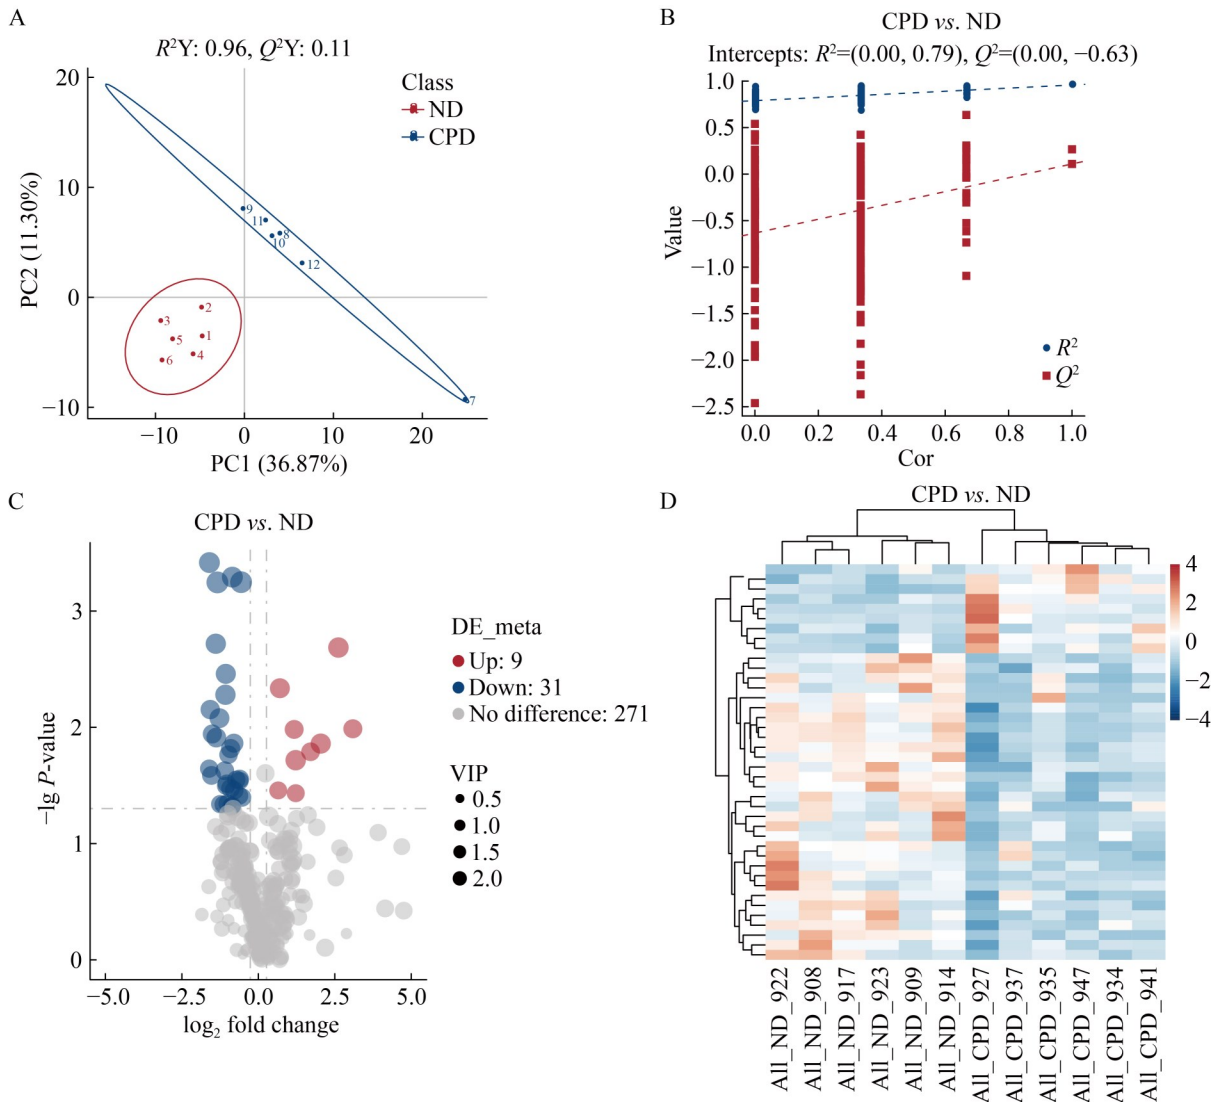 A
R²Y: 0.96, Q²Y: 0.11
Class
ND
CPD
20
10
0
−10
PC2 (11.30%)
9
11
8
10
12
7
2
3
1
5
4
6
−10
0
10
20
PC1 (36.87%)
B
CPD vs. ND
Intercepts: R²=(0.00, 0.79), Q²=(0.00, −0.63)
1.0
0.5
0.0
−0.5
−1.0
−1.5
−2.0
−2.5
Value
R²
Q²
0.0
0.2
0.4
0.6
0.8
1.0
Cor
C
CPD vs. ND
3
2
1
0
−lg P-value
DE_meta
Up: 9
Down: 31
No difference: 271
VIP
0.5
1.0
1.5
2.0
−5.0
−2.5
0.0
2.5
5.0
log₂ fold change
D
CPD vs. ND
4
2
0
−2
−4
All_ND_922
All_ND_908
All_ND_917
All_ND_923
All_ND_909
All_ND_914
All_CPD_927
All_CPD_937
All_CPD_935
All_CPD_947
All_CPD_934
All_CPD_941